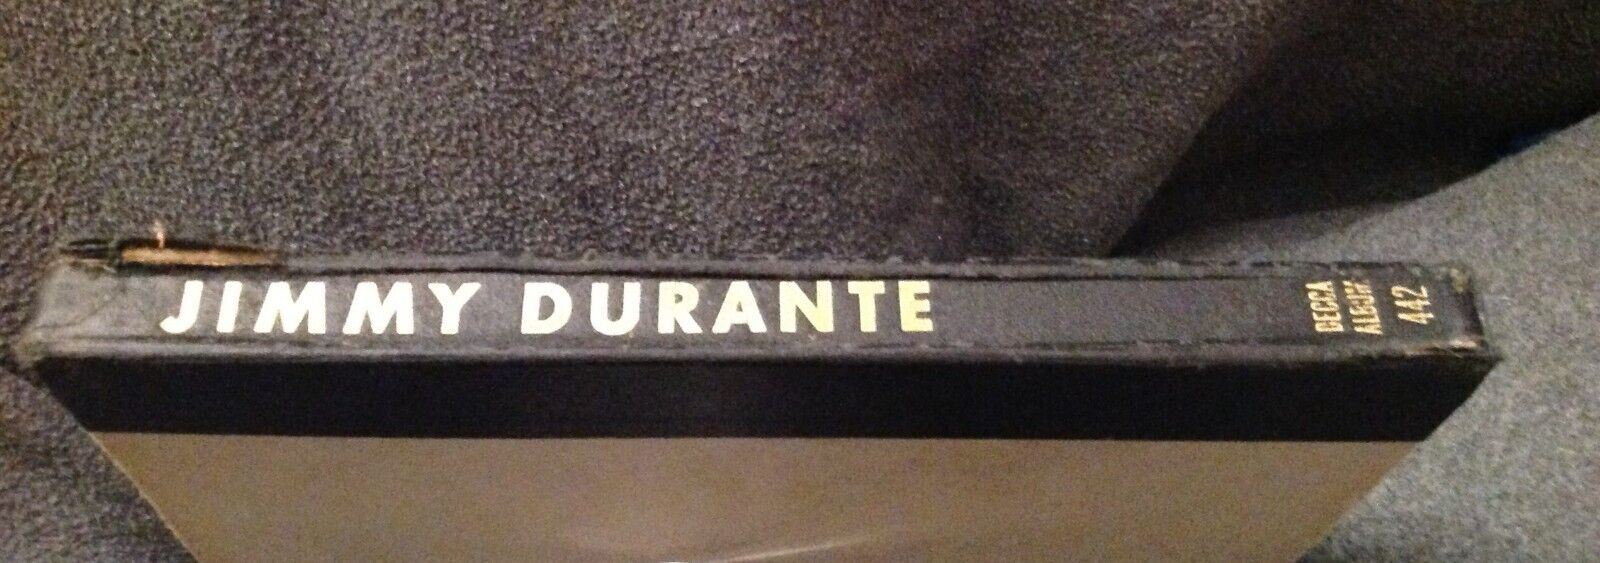 JIMMY DURANTE
DECCA
ALBUM
442